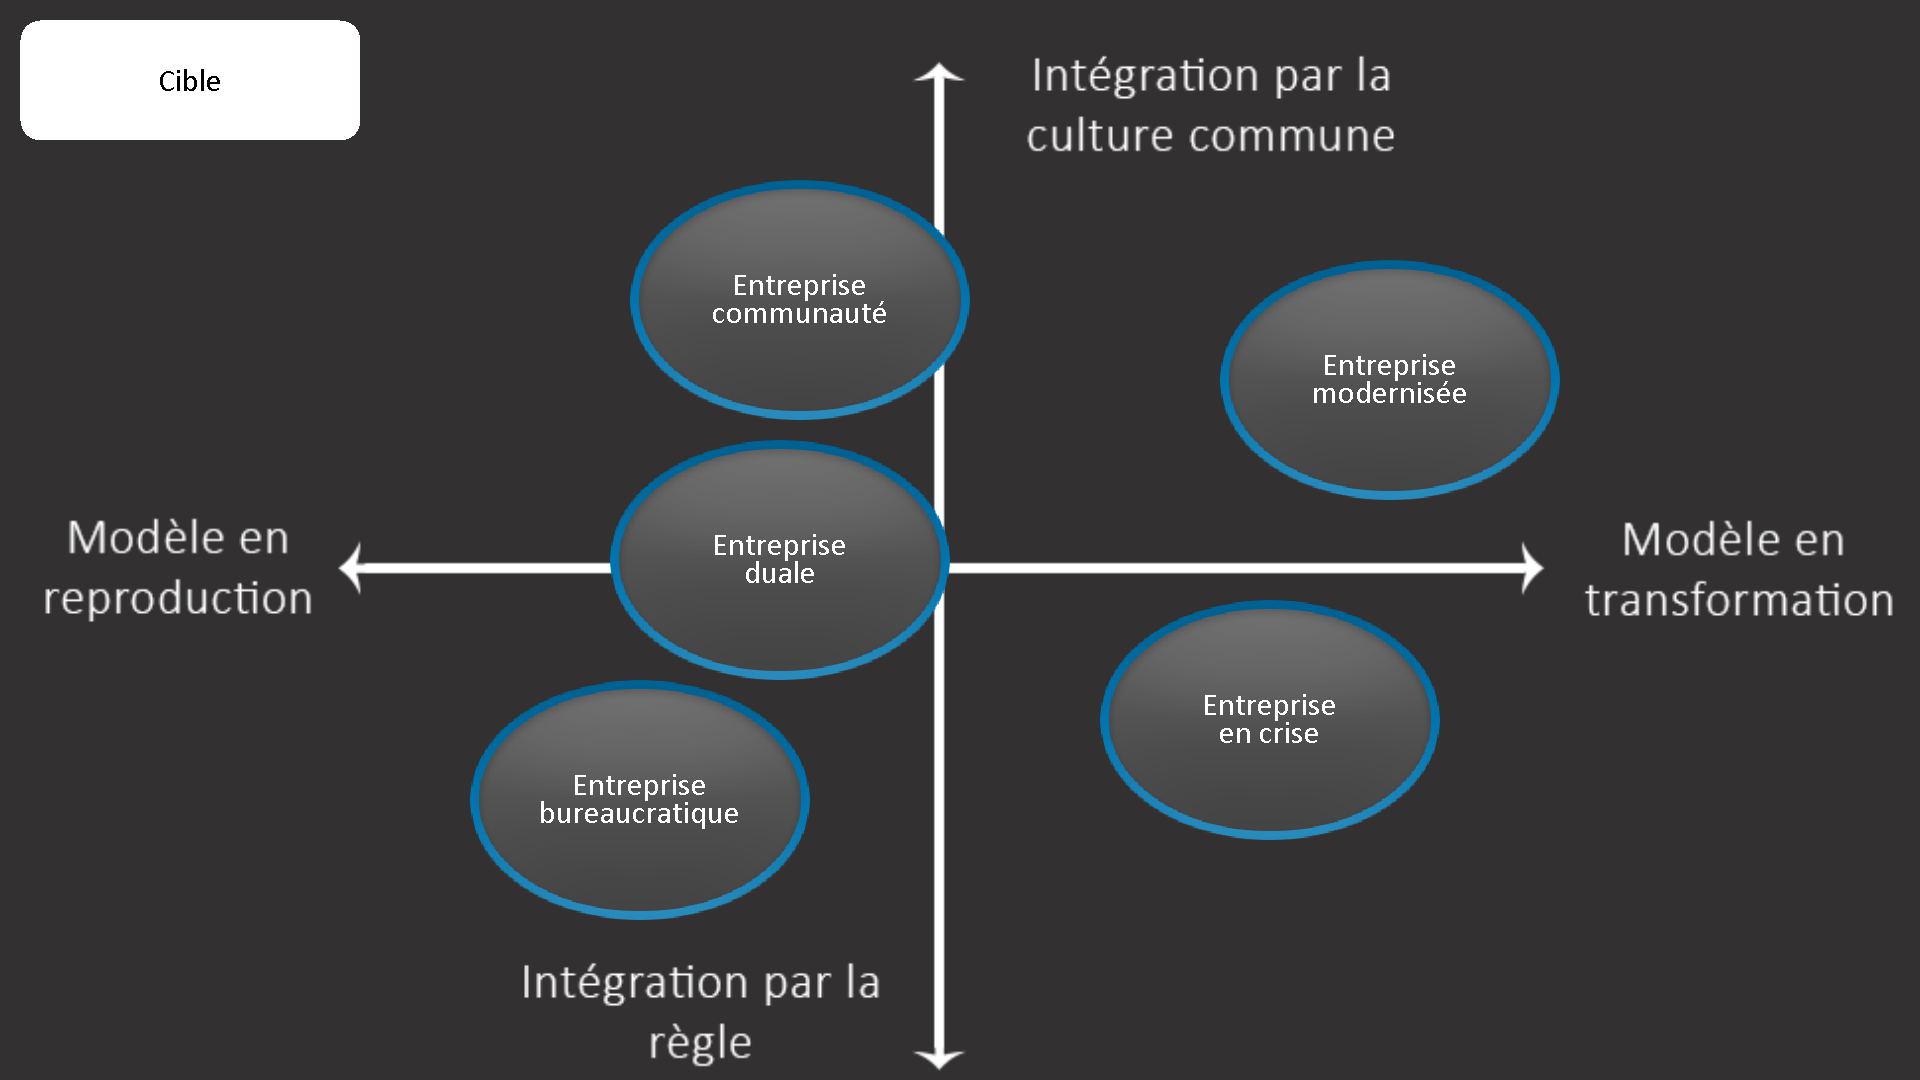 Cible
Intégration par la
culture commune
Entreprise
communauté
Entreprise
modernisée
Modèle en
reproduction
Entreprise
duale
Modèle en
transformation
Entreprise
en crise
Entreprise
bureaucratique
Intégration par la
règle